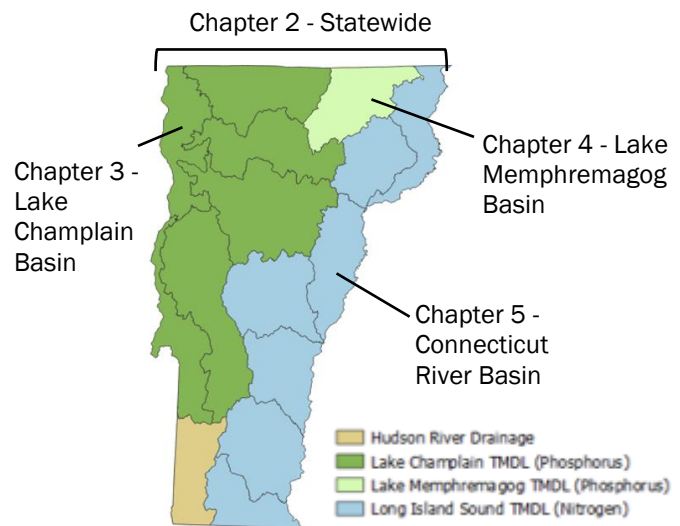 Chapter 2 - Statewide
Chapter 3 -
Lake
Champlain
Basin
Chapter 4 - Lake
Memphremagog
Basin
Chapter 5 -
Connecticut
River Basin
Hudson River Drainage
Lake Champlain TMDL (Phosphorus)
Lake Memphremagog TMDL (Phosphorus)
Long Island Sound TMDL (Nitrogen)